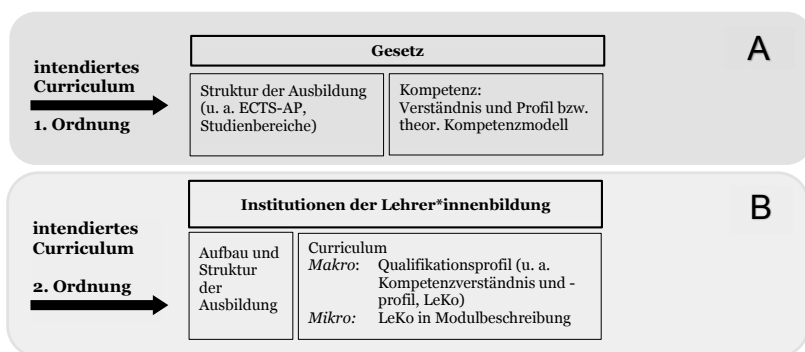 A
Gesetz
intendiertes
Curriculum
1. Ordnung
Struktur der Ausbildung
(u. a. ECTS-AP,
Studienbereiche)
Kompetenz:
Verständnis und Profil bzw.
theor. Kompetenzmodell
B
Institutionen der Lehrer*innenbildung
intendiertes
Curriculum
2. Ordnung
Aufbau und
Struktur
der
Ausbildung
Curriculum
Makro: Qualifikationsprofil (u. a.
Kompetenzverständnis und -
profil, LeKo)
Mikro: LeKo in Modulbeschreibung